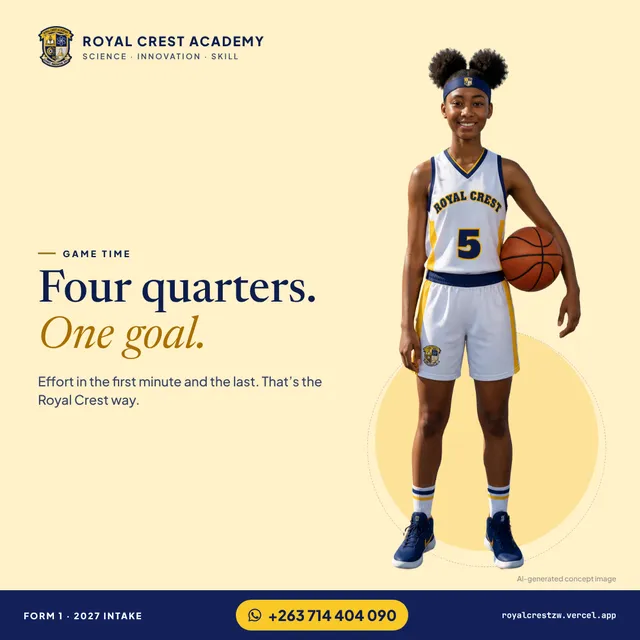 ROYAL CREST ACADEMY
SCIENCE · INNOVATION · SKILL
GAME TIME
Four quarters.
One goal.
Effort in the first minute and the last. That's the
Royal Crest way.
ROYAL CREST
5
AI-generated concept image
FORM 1 · 2027 INTAKE
+263 714 404 090
royalcrestzw.vercel.app